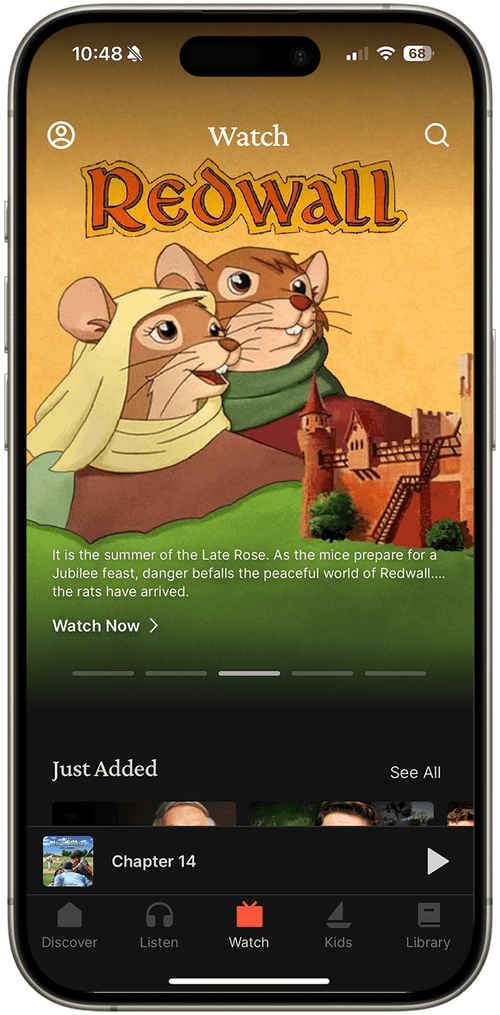 10:48
68
Watch
Redwall
It is the summer of the Late Rose. As the mice prepare for a
Jubilee feast, danger befalls the peaceful world of Redwall....
the rats have arrived.
Watch Now
Just Added
See All
Chapter 14
Discover
Listen
Watch
Kids
Library